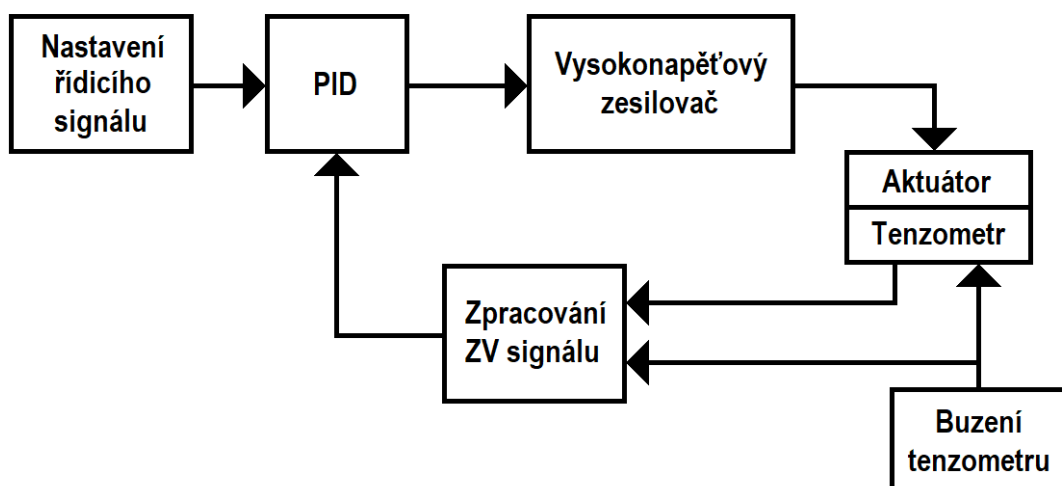 Nastavení
řídicího
signálu
PID
Vysokonapěťový
zesilovač
Aktuátor
Tenzometr
Zpracování
ZV signálu
Buzení
tenzometru